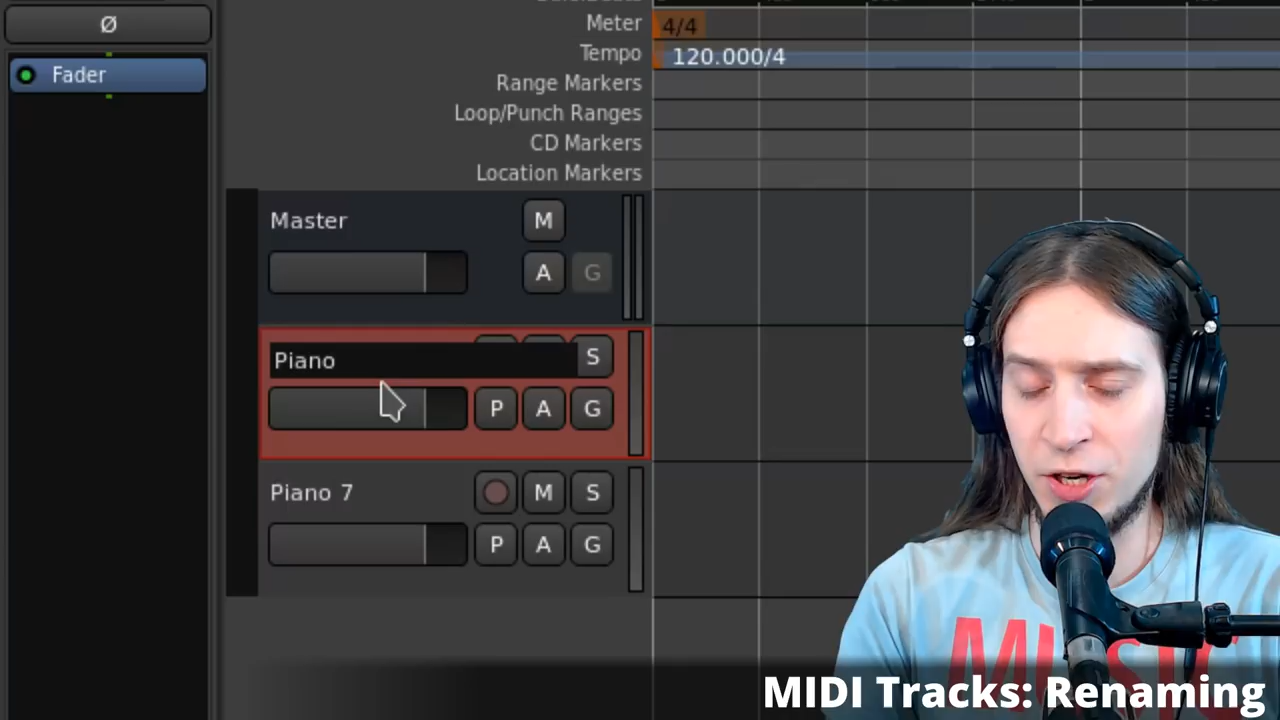 Ø
Fader
Meter
4/4
Tempo
120.000/4
Range Markers
Loop/Punch Ranges
CD Markers
Location Markers
Master
M
A
G
Piano
S
P
A
G
Piano 7
M
S
P
A
G
MIDI Tracks: Renaming